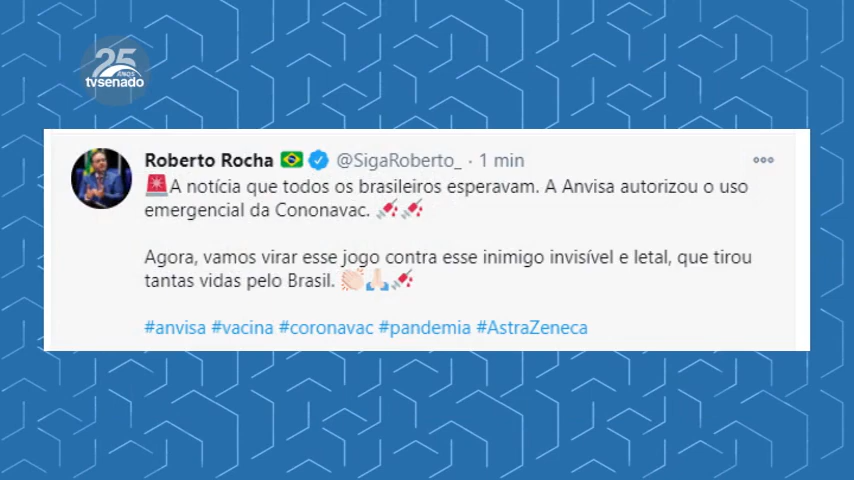 25
ANOS
tvsenado
Roberto Rocha 🇧🇷 @SigaRoberto_ · 1 min
🚨A notícia que todos os brasileiros esperavam. A Anvisa autorizou o uso
emergencial da Cononavac. 💉💉
Agora, vamos virar esse jogo contra esse inimigo invisível e letal, que tirou
tantas vidas pelo Brasil. 👏🏻🙏🏻💉
#anvisa #vacina #coronavac #pandemia #AstraZeneca